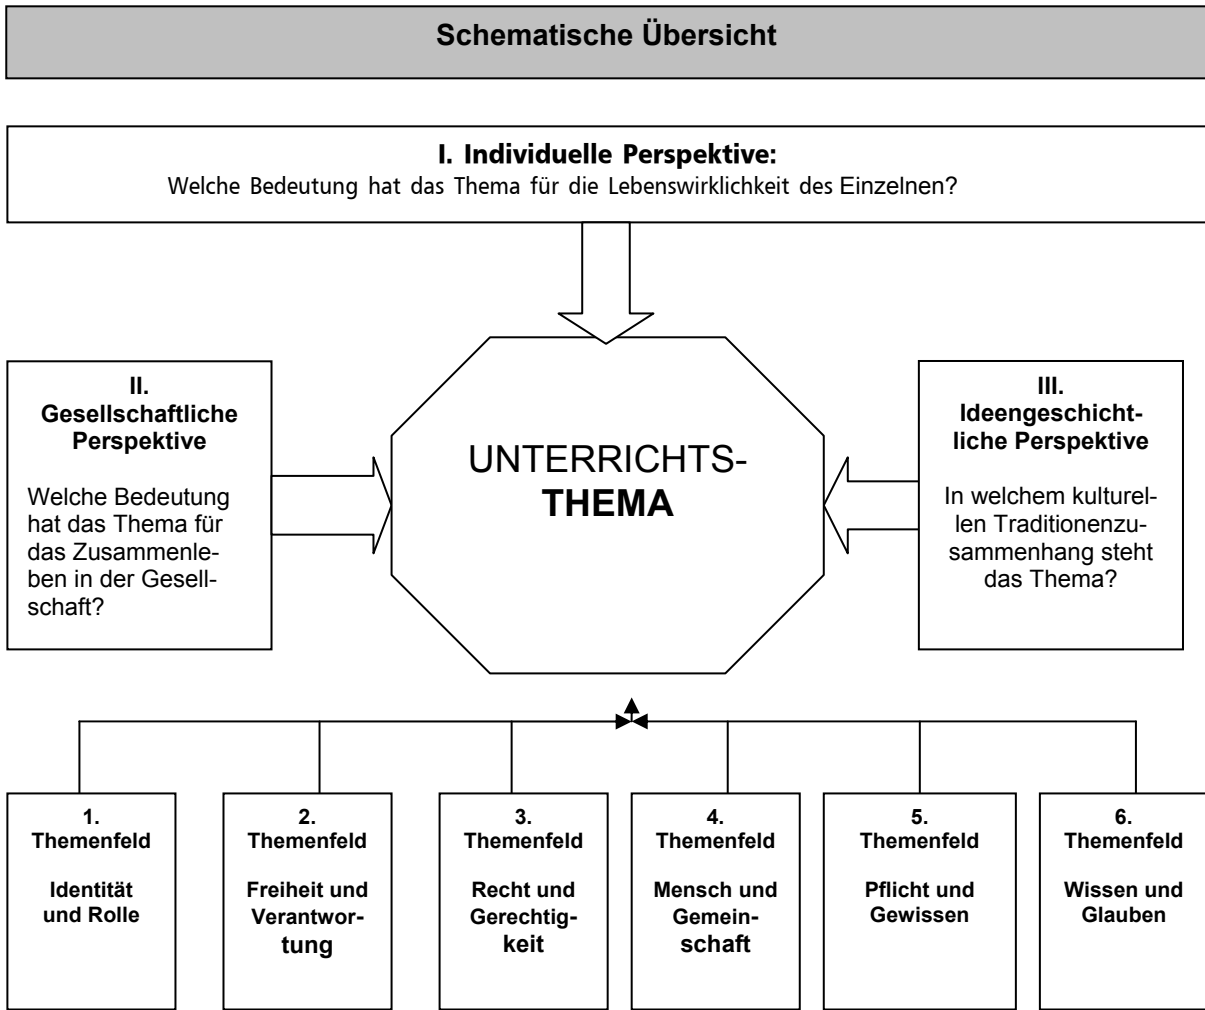 Schematische Übersicht
I. Individuelle Perspektive:
Welche Bedeutung hat das Thema für die Lebenswirklichkeit des Einzelnen?
II.
Gesellschaftliche
Perspektive
Welche Bedeutung
hat das Thema für
das Zusammenle-
ben in der Gesell-
schaft?
UNTERRICHTS-
THEMA
III.
Ideengeschicht-
liche Perspektive
In welchem kulturel-
len Traditionenzu-
sammenhang steht
das Thema?
1.
Themenfeld
Identität
und Rolle
2.
Themenfeld
Freiheit und
Verantwor-
tung
3.
Themenfeld
Recht und
Gerechtig-
keit
4.
Themenfeld
Mensch und
Gemein-
schaft
5.
Themenfeld
Pflicht und
Gewissen
6.
Themenfeld
Wissen und
Glauben